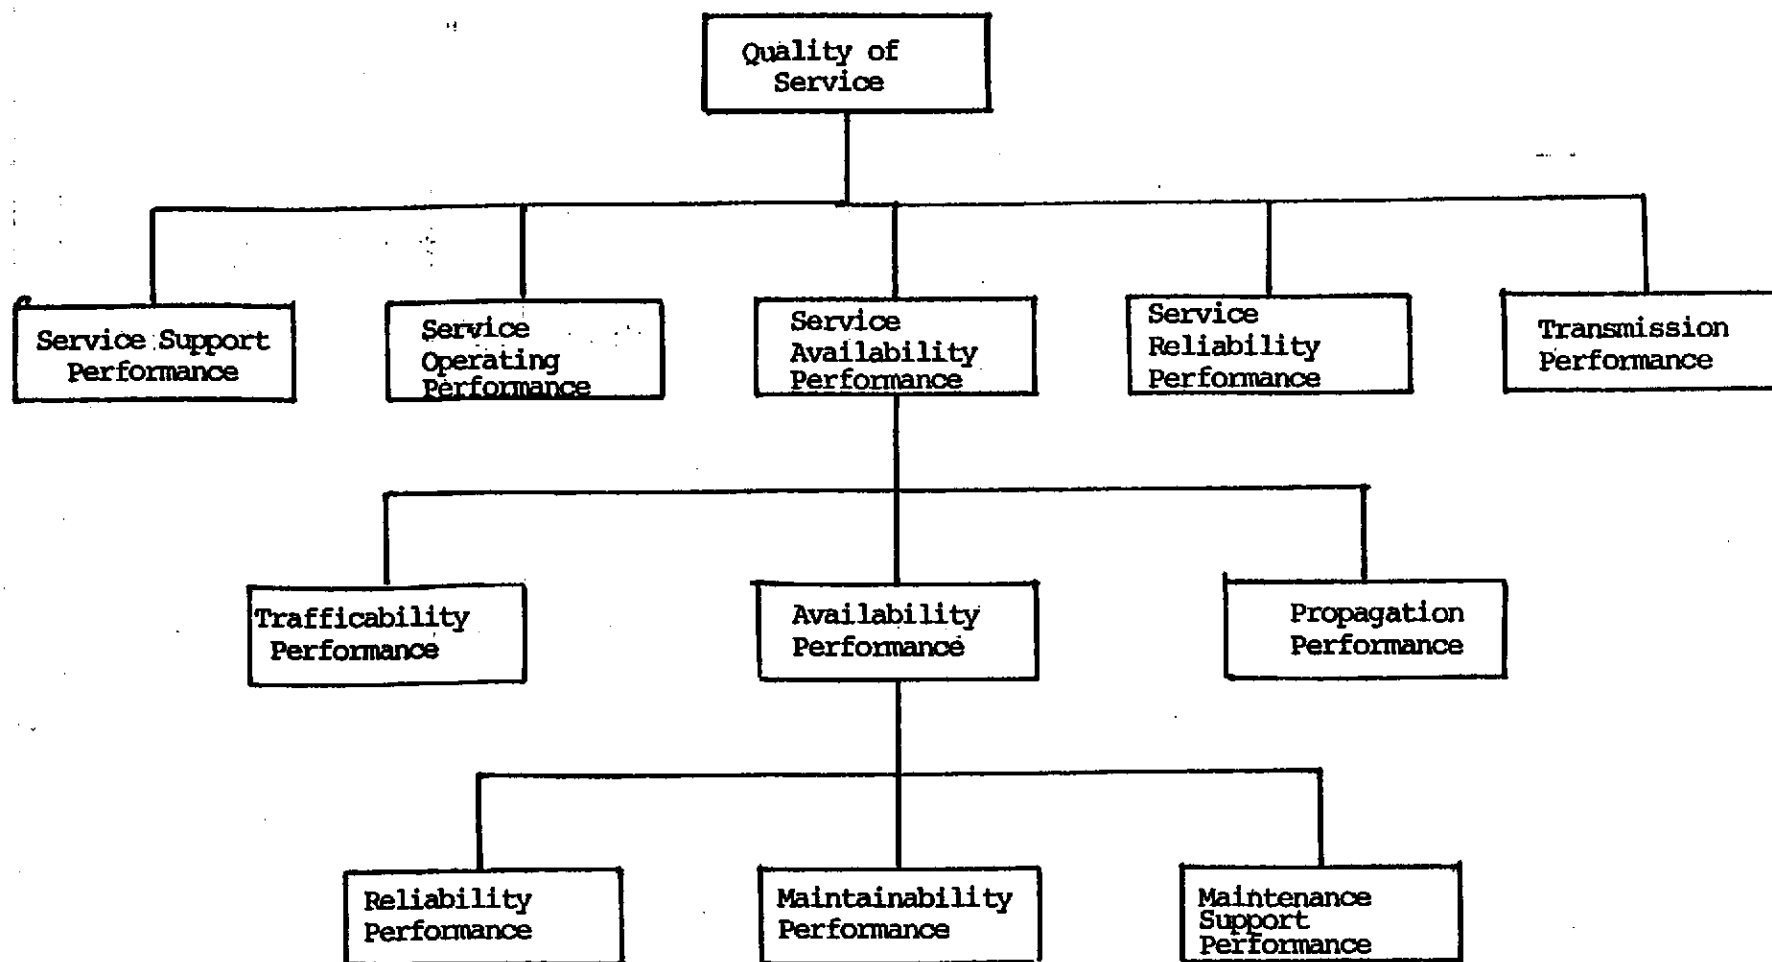 Quality of
Service
Service Support
Performance
Service
Operating
Performance
Service
Availability
Performance
Service
Reliability
Performance
Transmission
Performance
Trafficability
Performance
Availability
Performance
Propagation
Performance
Reliability
Performance
Maintainability
Performance
Maintenance
Support
Performance